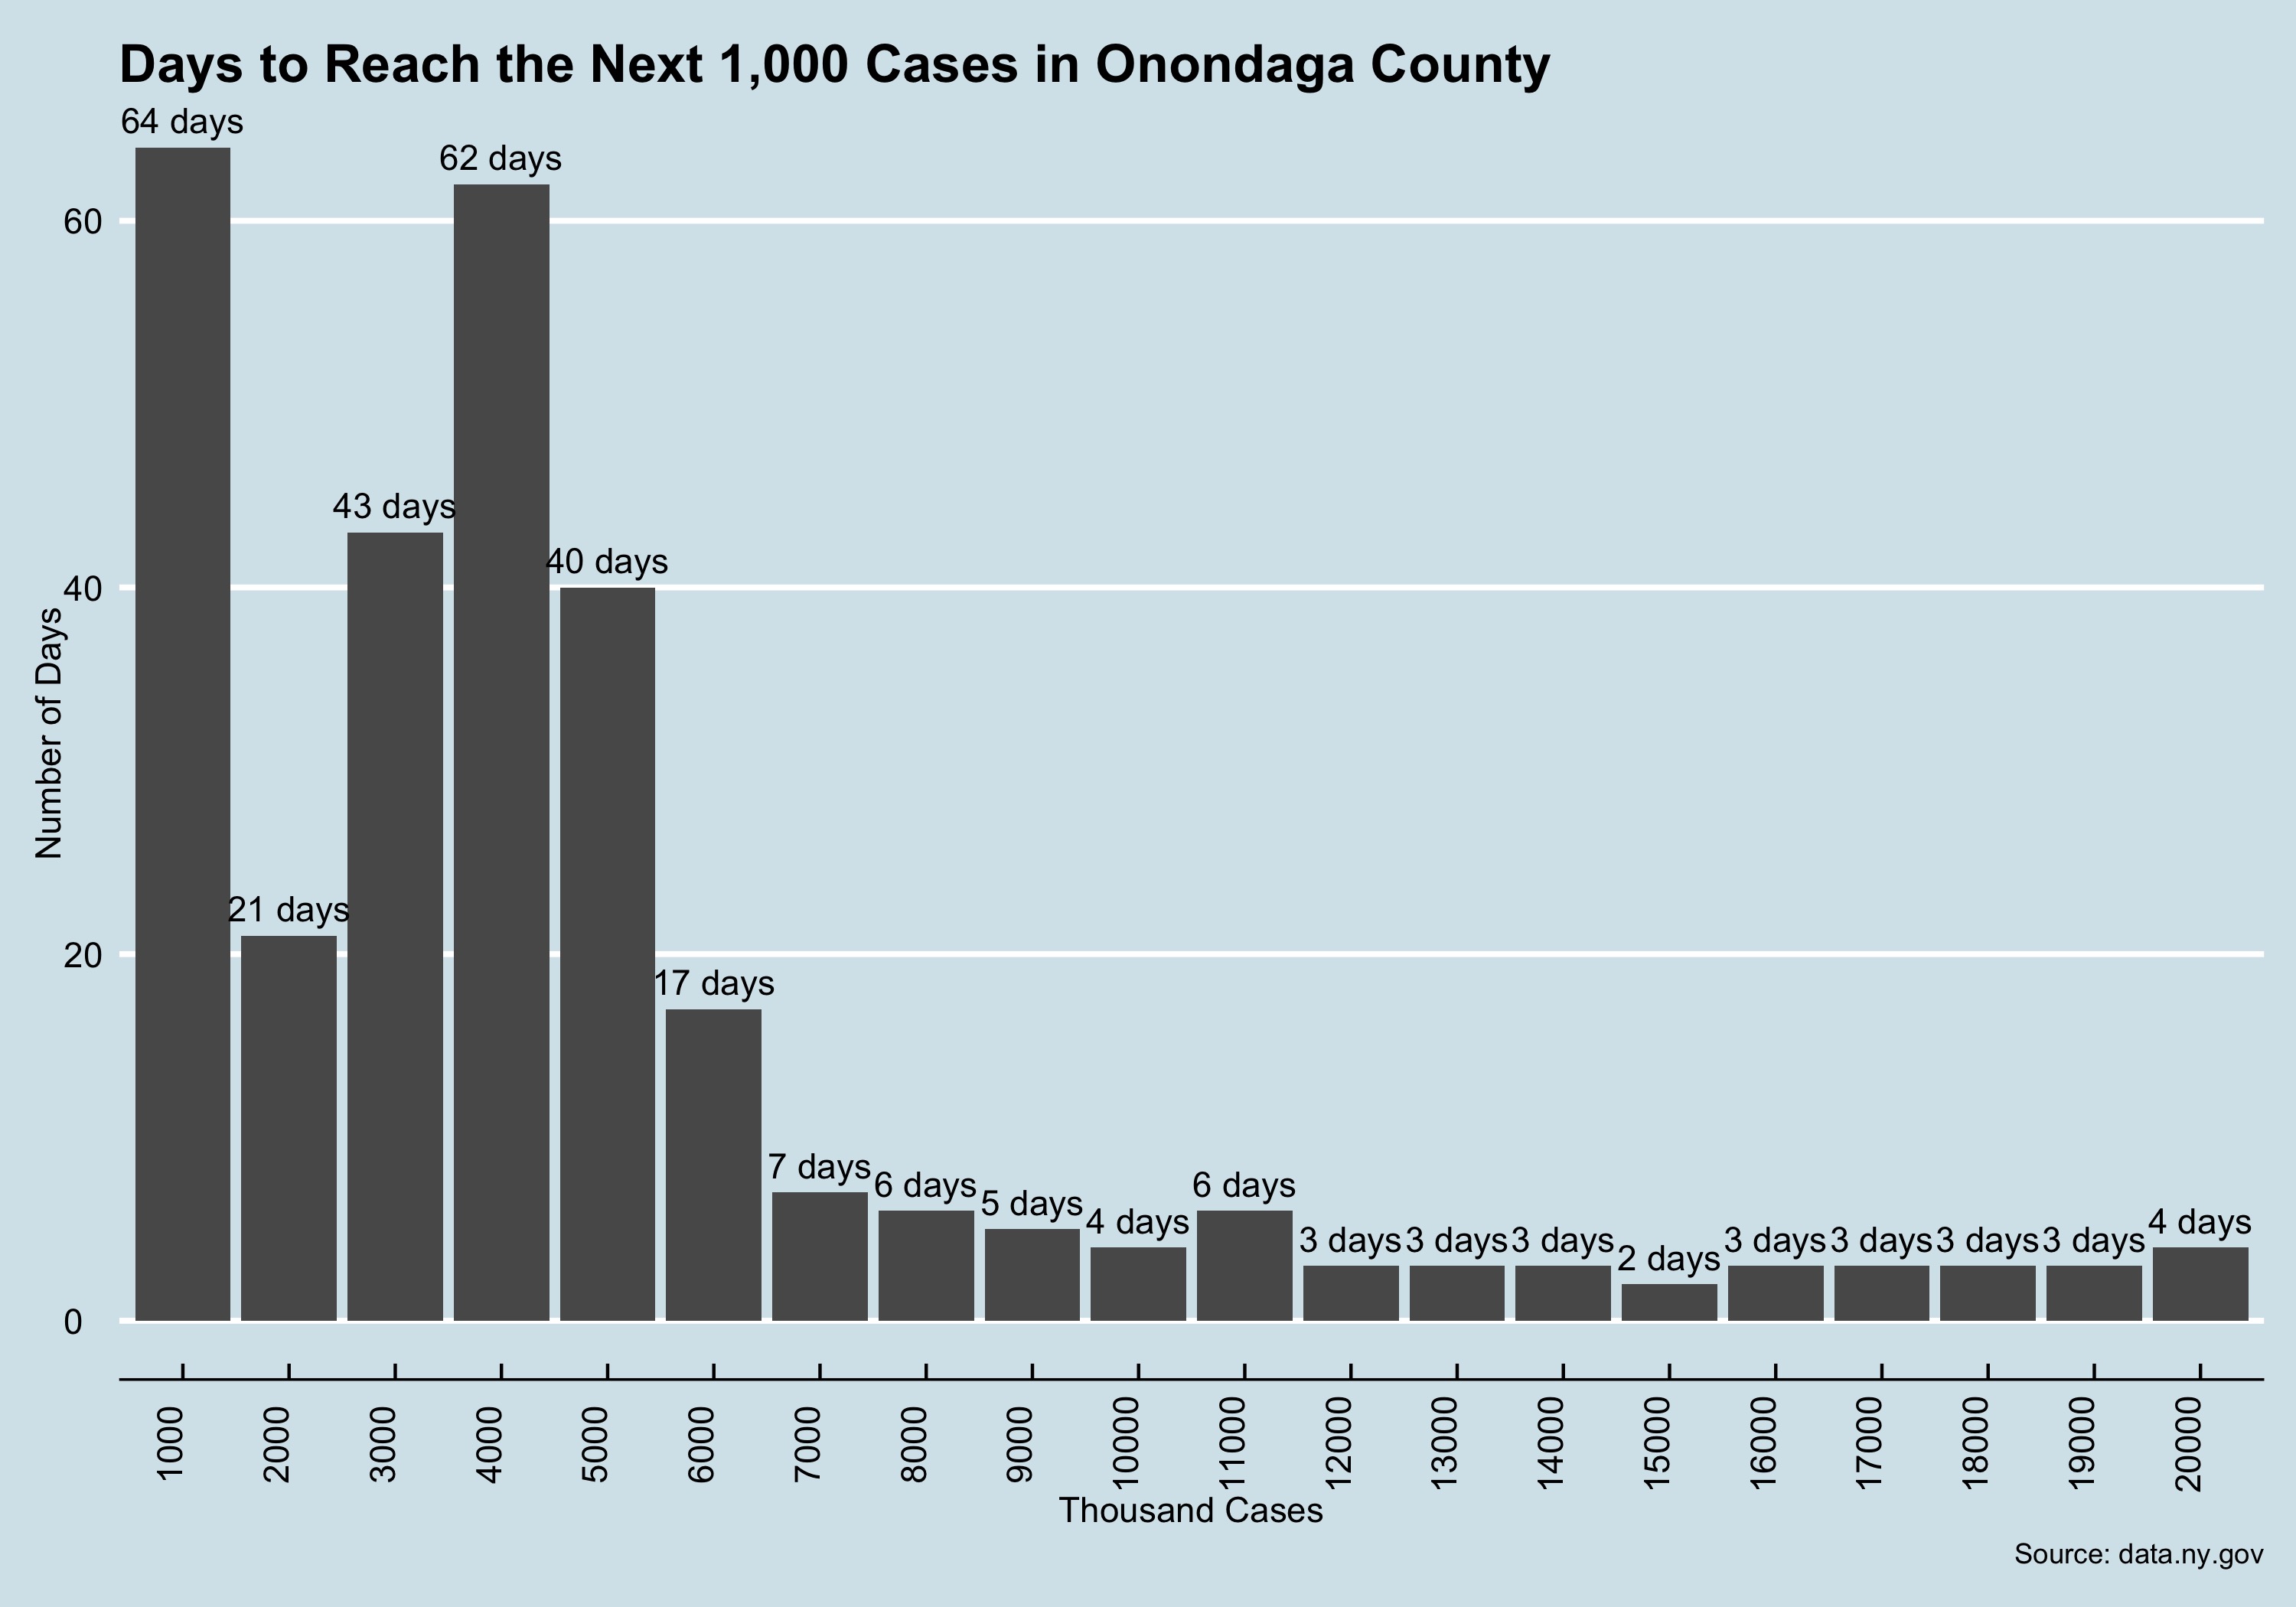 Days to Reach the Next 1,000 Cases in Onondaga County
64 days
62 days
60
43 days
40 days
40
Number of Days
21 days
20
17 days
7 days
6 days
5 days
4 days
6 days
3 days
3 days
3 days
2 days
3 days
3 days
3 days
3 days
4 days
0
1000
2000
3000
4000
5000
6000
7000
8000
9000
10000
11000
12000
13000
14000
15000
16000
17000
18000
19000
20000
Thousand Cases
Source: data.ny.gov